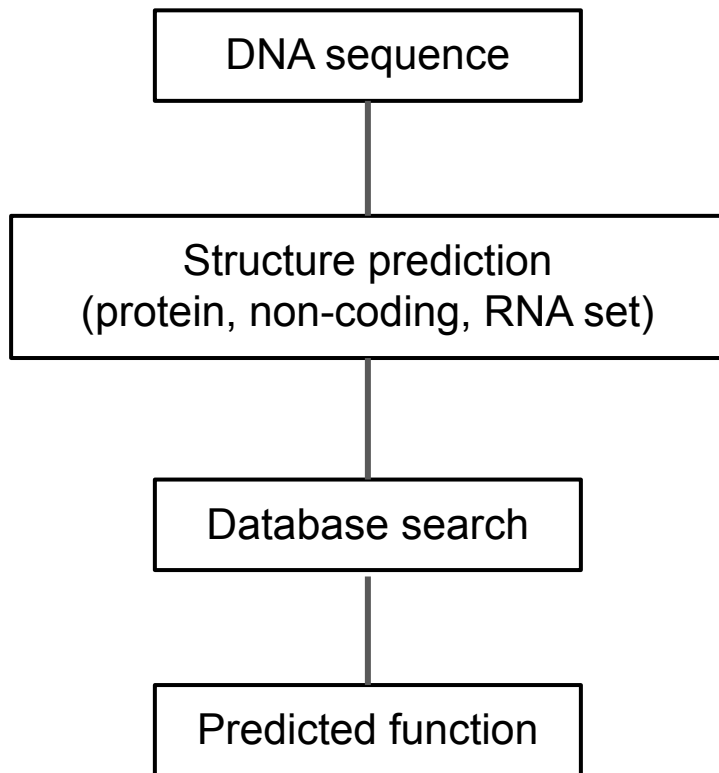 DNA sequence
Structure prediction
(protein, non-coding, RNA set)
Database search
Predicted function